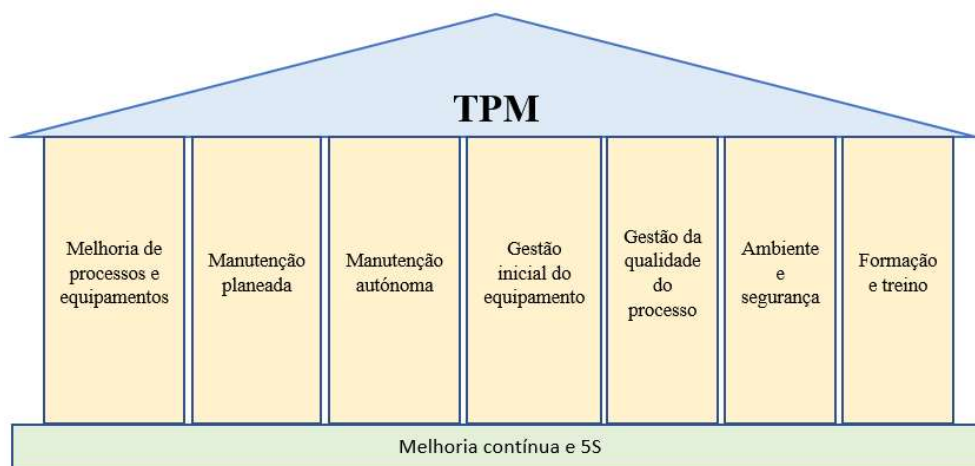 TPM
Melhoria de
processos e
equipamentos
Manutenção
planeada
Manutenção
autónoma
Gestão
inicial do
equipamento
Gestão da
qualidade
do
processo
Ambiente
e
segurança
Formação
e treino
Melhoria contínua e 5S